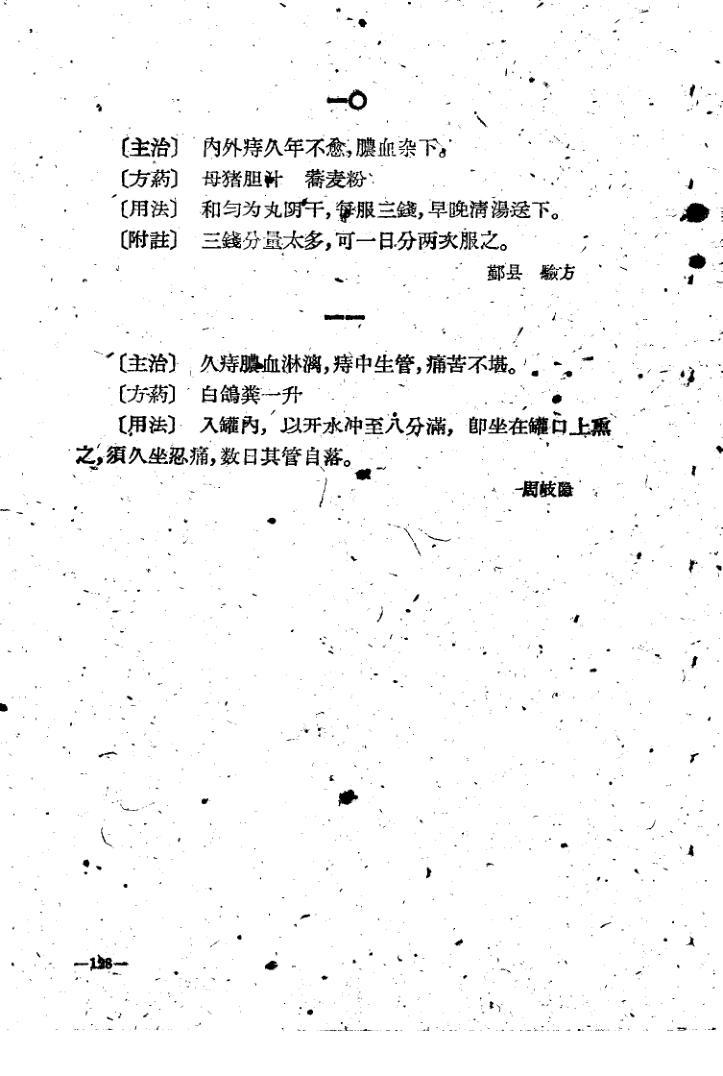 一〇
〔主治〕 內外痔久年不愈，膿血杂下。
〔方葯〕 母猪胆汁 蕎麦粉
〔用法〕 和匀为丸阴干，每服三錢，早晚清湯送下。
〔附註〕 三錢分量太多，可一日分两次服之。
鄞县 驗方
一一
〔主治〕 久痔膿血淋漓，痔中生管，痛苦不堪。
〔方葯〕 白鴿粪一升
〔用法〕 入罐內，以开水冲至八分滿，卽坐在罐口上熏
之，須久坐忍痛，数日其管自落。
周岐隐
—198—